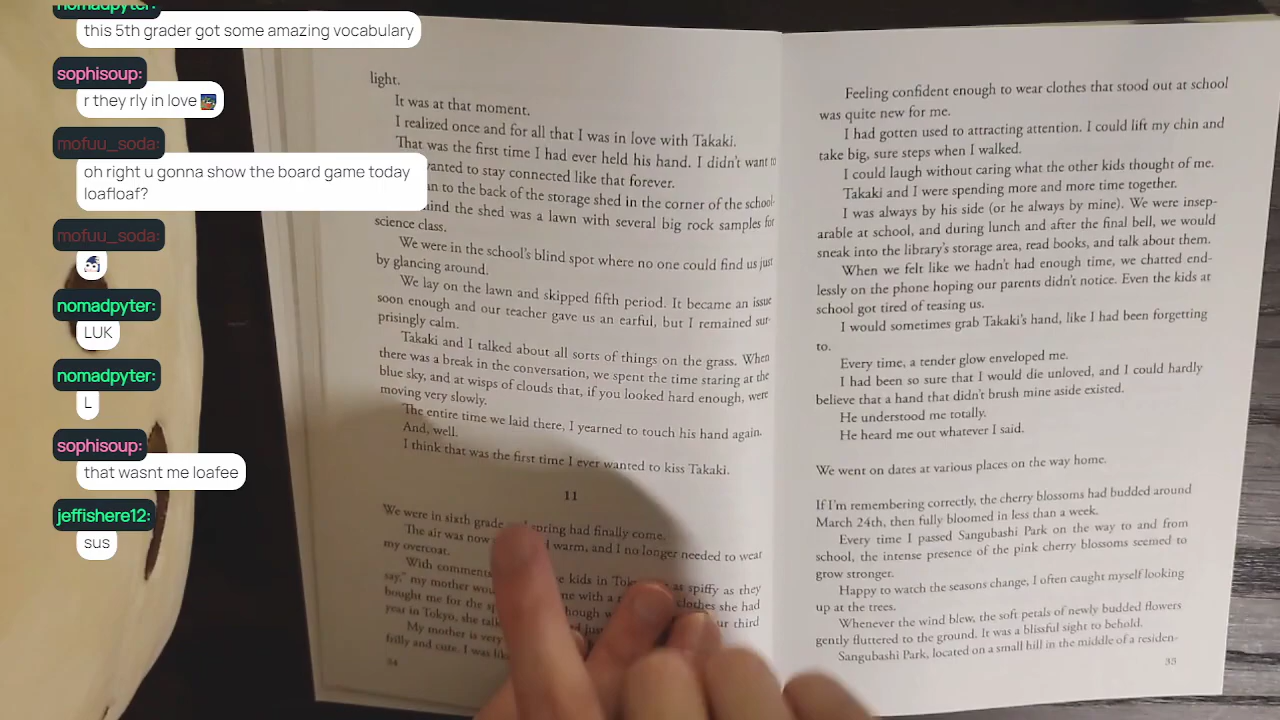 nomadpyter:
this 5th grader got some amazing vocabulary
sophisoup:
r they rly in love
mofuu_soda:
oh right u gonna show the board game today
loafloaf?
mofuu_soda:
nomadpyter:
LUK
nomadpyter:
L
sophisoup:
that wasnt me loafee
jeffishere12:
sus
light.
It was at that moment.
I realized once and for all that I was in love with Takaki.
That was the first time I had ever held his hand. I didn't want to
wanted to stay connected like that forever.
to the back of the storage shed in the corner of the school
the shed was a lawn with several big rock samples for
science class.
We were in the school's blind spot where no one could find us just
by glancing around.
We lay on the lawn and skipped fifth period. It became an issue
soon enough and our teacher gave us an earful, but I remained sur-
prisingly calm.
Takaki and I talked about all sorts of things on the grass. When
there was a break in the conversation, we spent the time staring at the
blue sky, and at wisps of clouds that, if you looked hard enough, were
moving very slowly.
The entire time we laid there, I yearned to touch his hand again.
And, well.
I think that was the first time I ever wanted to kiss Takaki.
11
We were in sixth grade spring had finally come.
The air was now warm, and I no longer needed to wear
my overcoat.
With comments kids in as spiffy as they
say," my mother me with a clothes she had
bought me for the though third
year in Tokyo, she
My mother is very
frilly and cute. I was
34
Feeling confident enough to wear clothes that stood out at school
was quite new for me.
I had gotten used to attracting attention. I could lift my chin and
take big, sure steps when I walked.
I could laugh without caring what the other kids thought of me.
Takaki and I were spending more and more time together.
I was always by his side (or he always by mine). We were insep-
arable at school, and during lunch and after the final bell, we would
sneak into the library's storage area, read books, and talk about them.
When we felt like we hadn't had enough time, we chatted end-
lessly on the phone hoping our parents didn't notice. Even the kids at
school got tired of teasing us.
I would sometimes grab Takaki's hand, like I had been forgetting
to.
Every time, a tender glow enveloped me.
I had been so sure that I would die unloved, and I could hardly
believe that a hand that didn't brush mine aside existed.
He understood me totally.
He heard me out whatever I said.
We went on dates at various places on the way home.
If I'm remembering correctly, the cherry blossoms had budded around
March 24th, then fully bloomed in less than a week.
Every time I passed Sangubashi Park on the way to and from
school, the intense presence of the pink cherry blossoms seemed to
grow stronger.
Happy to watch the seasons change, I often caught myself looking
up at the trees.
Whenever the wind blew, the soft petals of newly budded flowers
gently fluttered to the ground. It was a blissful sight to behold.
Sangubashi Park, located on a small hill in the middle of a residen-
35